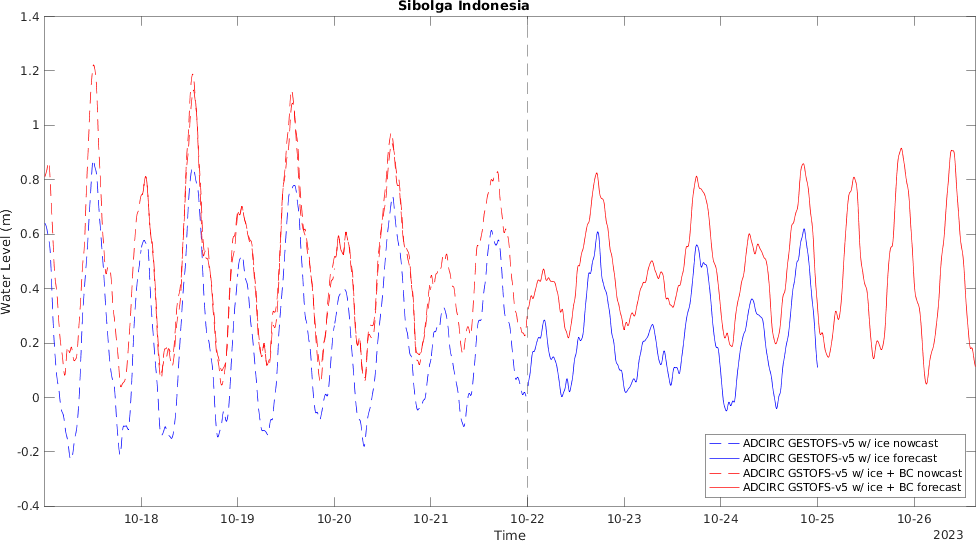 Sibolga Indonesia
1.4
1.2
1
0.8
0.6
0.4
0.2
0
-0.2
-0.4
Water Level (m)
10-18 10-19 10-20 10-21 10-22 10-23 10-24 10-25 10-26
Time
2023
ADCIRC GESTOFS-v5 w/ ice nowcast
ADCIRC GESTOFS-v5 w/ ice forecast
ADCIRC GSTOFS-v5 w/ ice + BC nowcast
ADCIRC GSTOFS-v5 w/ ice + BC forecast